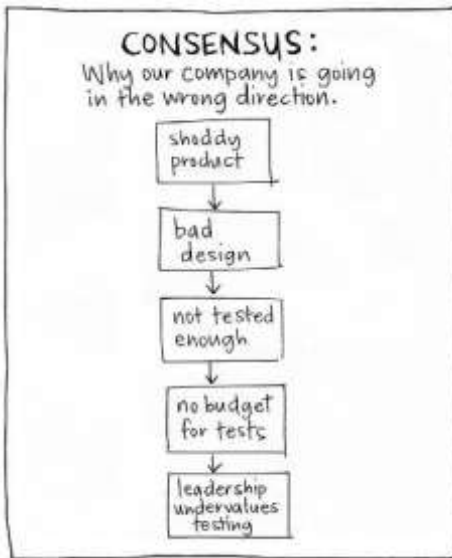 CONSENSUS:
Why our company is going
in the wrong direction.
shoddy
product
bad
design
not tested
enough
no budget
for tests
leadership
undervalues
testing